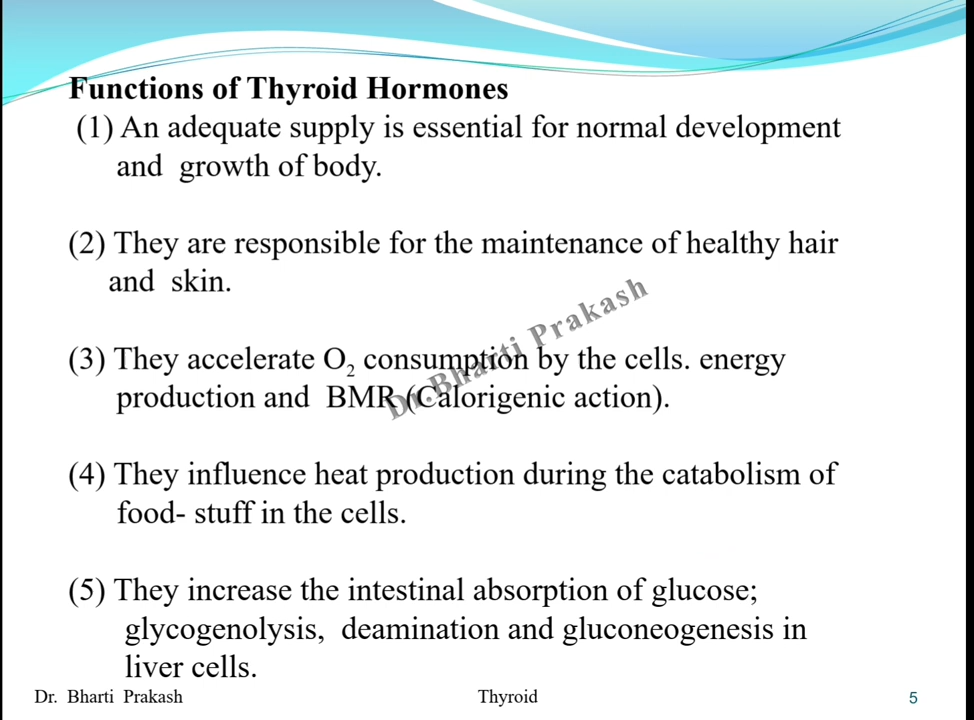 Functions of Thyroid Hormones
(1) An adequate supply is essential for normal development
and growth of body.
(2) They are responsible for the maintenance of healthy hair
and skin.
(3) They accelerate O₂ consumption by the cells. energy
production and BMR (Calorigenic action).
Dr.Bharti Prakash
(4) They influence heat production during the catabolism of
food- stuff in the cells.
(5) They increase the intestinal absorption of glucose;
glycogenolysis, deamination and gluconeogenesis in
liver cells.
Dr. Bharti Prakash
Thyroid
5